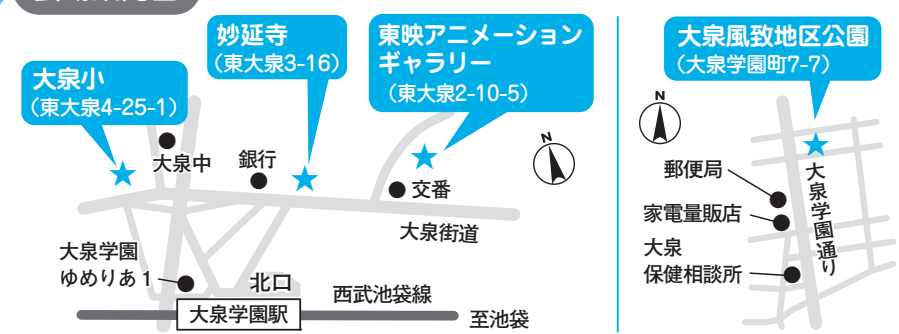 大泉小
（東大泉4-25-1）
妙延寺
（東大泉3-16）
東映アニメーション
ギャラリー
（東大泉2-10-5）
N
大泉中
銀行
交番
大泉街道
大泉学園
ゆめりあ1
北口
大泉学園駅
西武池袋線
至池袋
大泉風致地区公園
（大泉学園町7-7）
N
郵便局
家電量販店
大泉
保健相談所
大泉学園通り